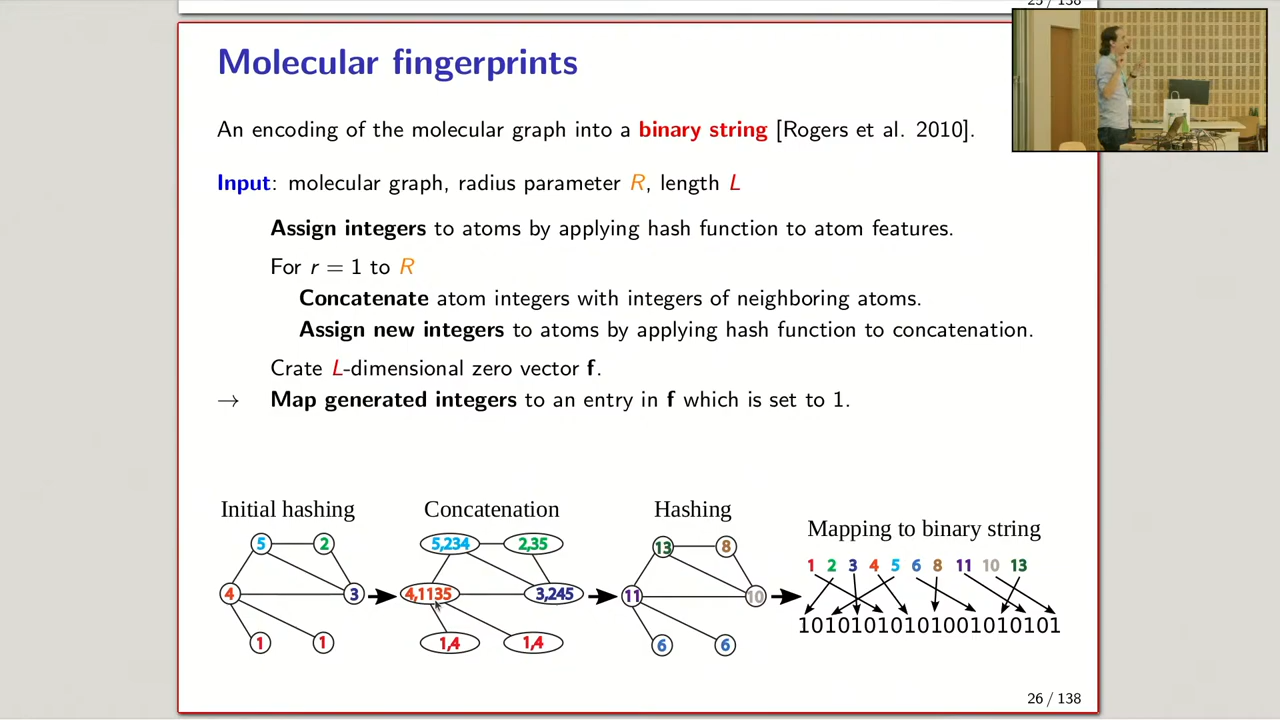 25 / 138
Molecular fingerprints
An encoding of the molecular graph into a binary string [Rogers et al. 2010].
Input: molecular graph, radius parameter R, length L
Assign integers to atoms by applying hash function to atom features.
For r = 1 to R
Concatenate atom integers with integers of neighboring atoms.
Assign new integers to atoms by applying hash function to concatenation.
Crate L-dimensional zero vector f.
→ Map generated integers to an entry in f which is set to 1.
Initial hashing
Concatenation
Hashing
Mapping to binary string
5 2
4 3
1 1
5,234 2,35
4,1135 3,245
1,4 1,4
13 8
11 10
6 6
1 2 3 4 5 6 8 11 10 13
10101010101001010101
26 / 138